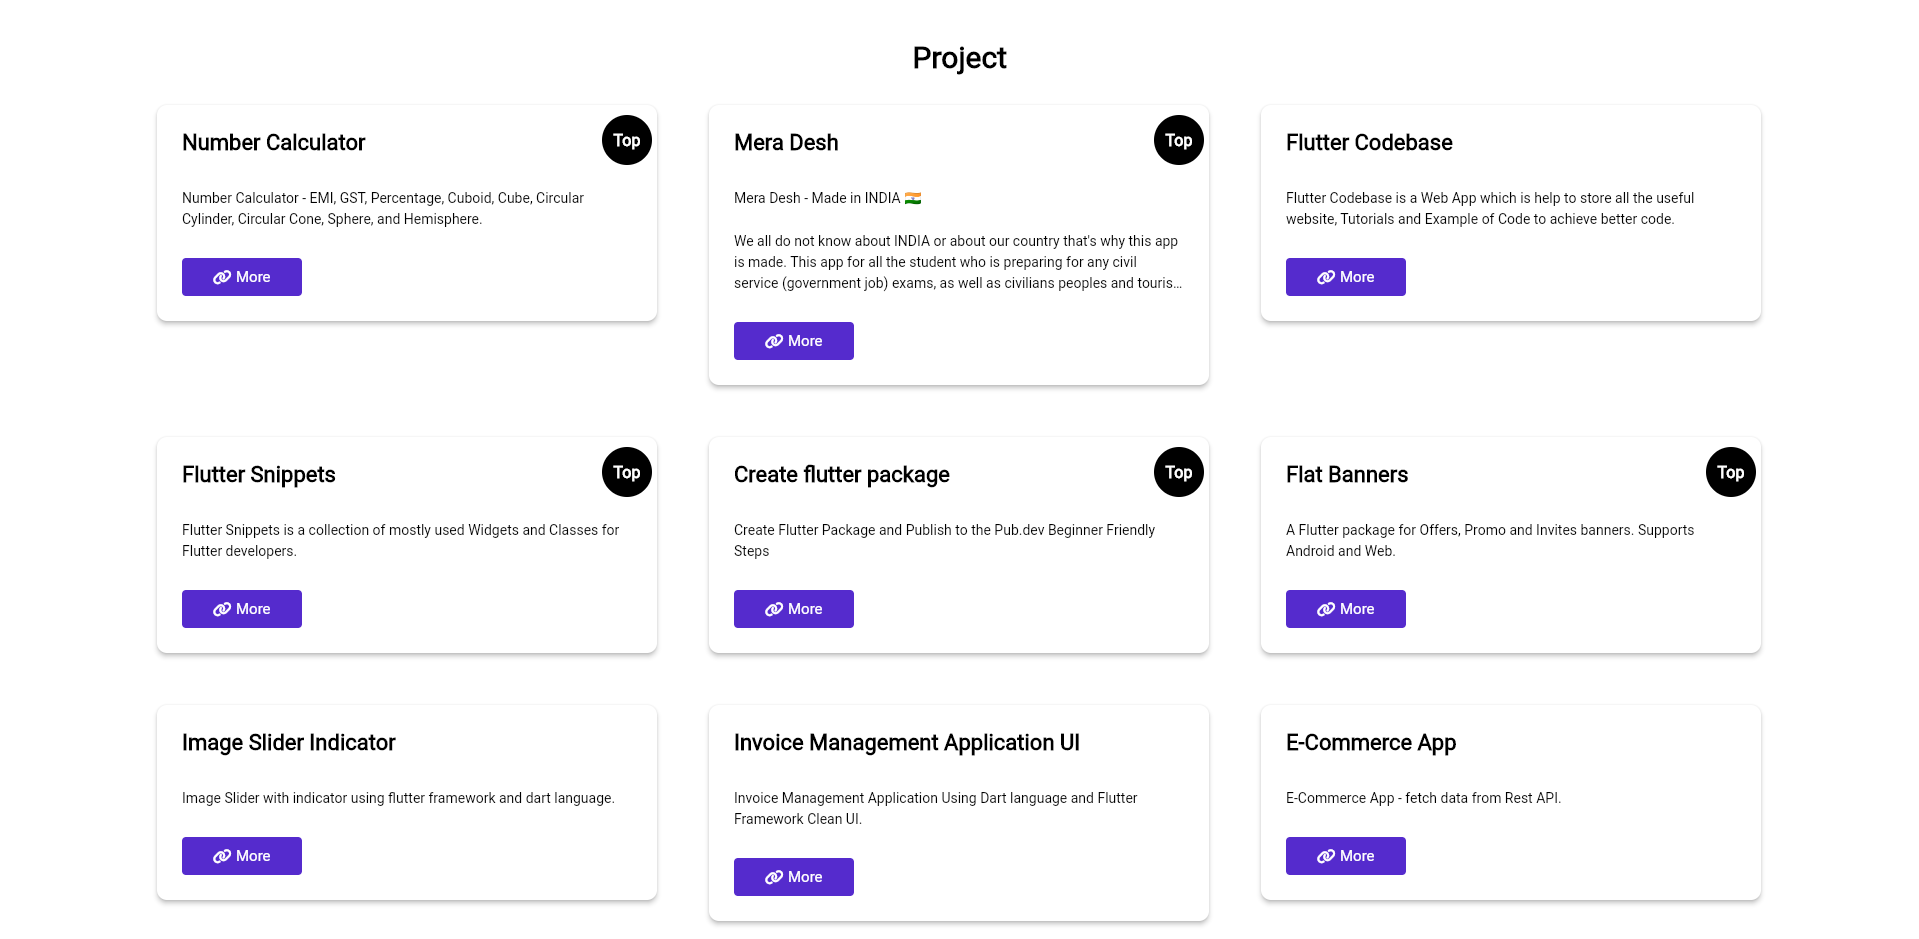 Project
Number Calculator
Top
Number Calculator - EMI, GST, Percentage, Cuboid, Cube, Circular
Cylinder, Circular Cone, Sphere, and Hemisphere.
More
Mera Desh
Top
Mera Desh - Made in INDIA 🇮🇳
We all do not know about INDIA or about our country that's why this app
is made. This app for all the student who is preparing for any civil
service (government job) exams, as well as civilians peoples and touris…
More
Flutter Codebase
Flutter Codebase is a Web App which is help to store all the useful
website, Tutorials and Example of Code to achieve better code.
More
Flutter Snippets
Top
Flutter Snippets is a collection of mostly used Widgets and Classes for
Flutter developers.
More
Create flutter package
Top
Create Flutter Package and Publish to the Pub.dev Beginner Friendly
Steps
More
Flat Banners
Top
A Flutter package for Offers, Promo and Invites banners. Supports
Android and Web.
More
Image Slider Indicator
Image Slider with indicator using flutter framework and dart language.
More
Invoice Management Application UI
Invoice Management Application Using Dart language and Flutter
Framework Clean UI.
More
E-Commerce App
E-Commerce App - fetch data from Rest API.
More